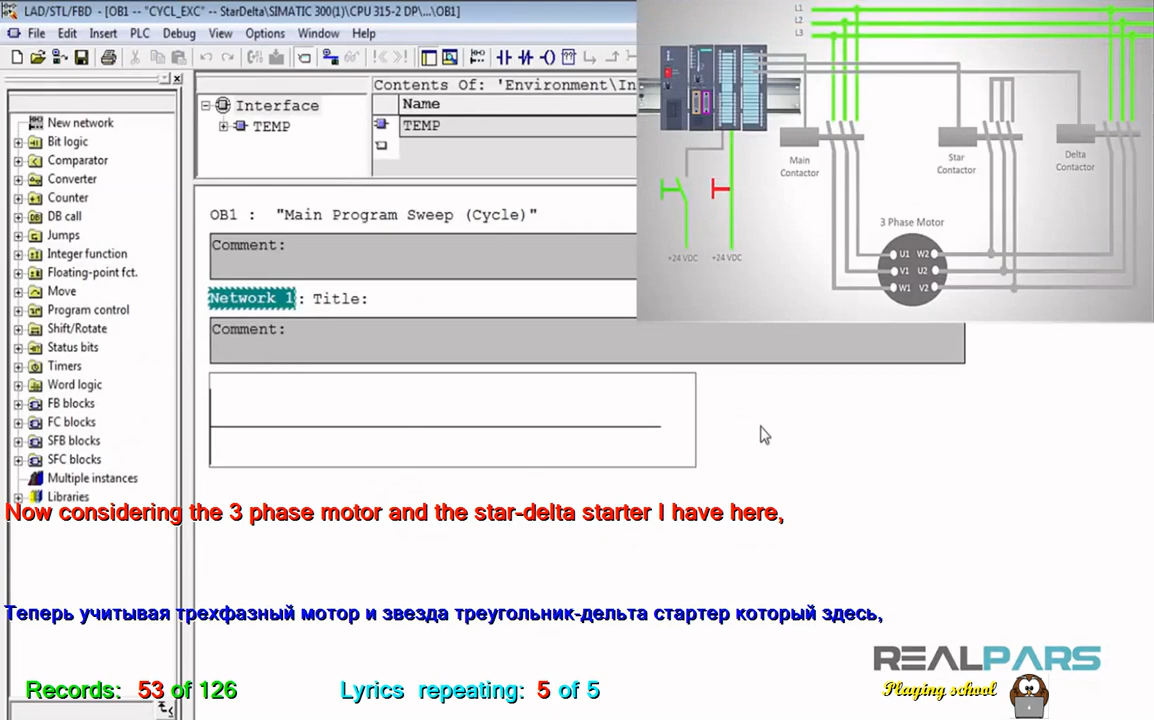 LAD/STL/FBD - [OB1 -- "CYCL_EXC" -- StarDelta\SIMATIC 300(1)\CPU 315-2 DP\...\OB1]
File Edit Insert PLC Debug View Options Window Help
New network
Bit logic
Comparator
Converter
Counter
DB call
Jumps
Integer function
Floating-point fct.
Move
Program control
Shift/Rotate
Status bits
Timers
Word logic
FB blocks
FC blocks
SFB blocks
SFC blocks
Multiple instances
Libraries
Interface
TEMP
Contents Of: 'Environment\In
Name
TEMP
OB1 : "Main Program Sweep (Cycle)"
Comment:
Network 1: Title:
Comment:
L1
L2
L3
Main
Contactor
Star
Contactor
Delta
Contactor
3 Phase Motor
U1 W2
V1 U2
W1 V2
+24 VDC +24 VDC
Now considering the 3 phase motor and the star-delta starter I have here,
Теперь учитывая трехфазный мотор и звезда треугольник-дельта стартер который здесь,
REALPARS
Playing school
Records: 53 of 126 Lyrics repeating: 5 of 5